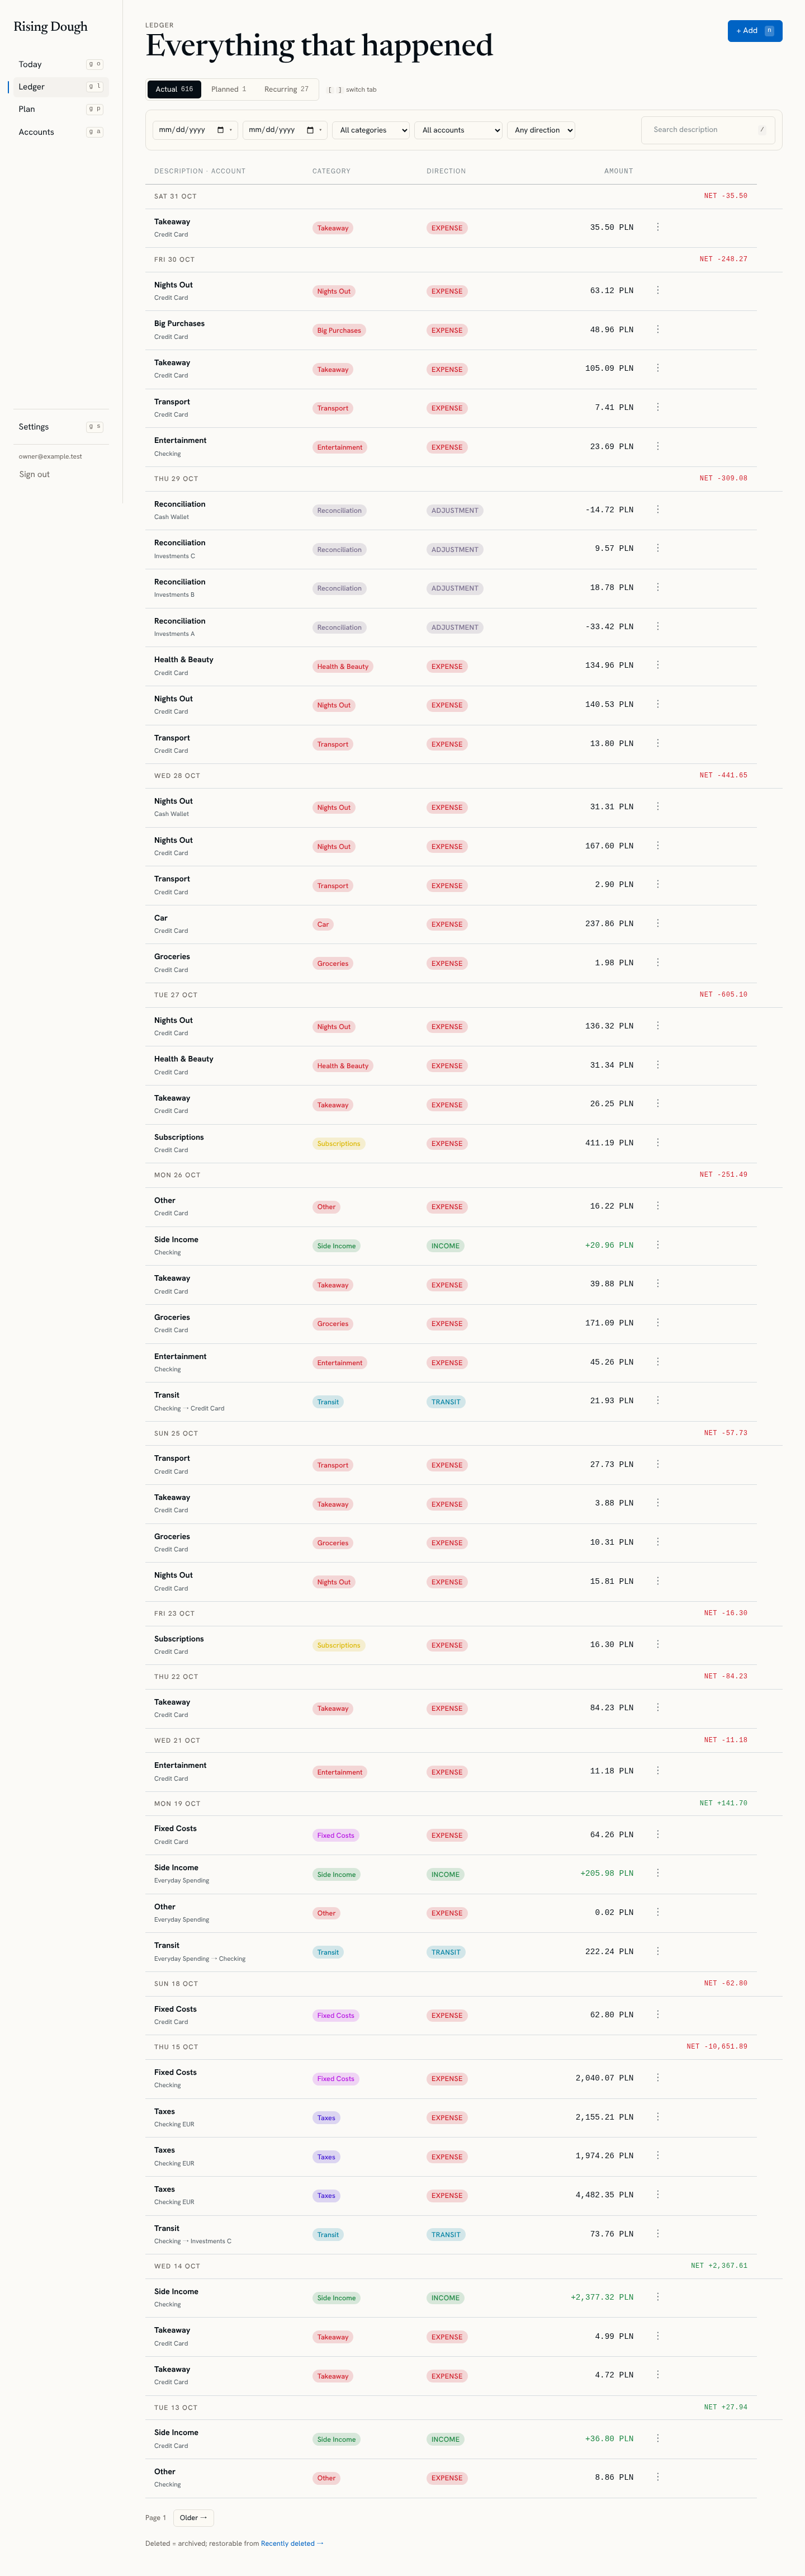 Rising Dough
Today g o
Ledger g l
Plan g p
Accounts g a
Settings g s
owner@example.test
Sign out
LEDGER
Everything that happened
+ Add n
Actual 616 Planned 1 Recurring 27 [ ] switch tab
mm/dd/yyyy mm/dd/yyyy All categories All accounts Any direction Search description /
DESCRIPTION · ACCOUNT CATEGORY DIRECTION AMOUNT
SAT 31 OCT NET -35.50
Takeaway Takeaway EXPENSE 35.50 PLN
Credit Card
FRI 30 OCT NET -248.27
Nights Out Nights Out EXPENSE 63.12 PLN
Credit Card
Big Purchases Big Purchases EXPENSE 48.96 PLN
Credit Card
Takeaway Takeaway EXPENSE 105.09 PLN
Credit Card
Transport Transport EXPENSE 7.41 PLN
Credit Card
Entertainment Entertainment EXPENSE 23.69 PLN
Checking
THU 29 OCT NET -309.08
Reconciliation Reconciliation ADJUSTMENT -14.72 PLN
Cash Wallet
Reconciliation Reconciliation ADJUSTMENT 9.57 PLN
Investments C
Reconciliation Reconciliation ADJUSTMENT 18.78 PLN
Investments B
Reconciliation Reconciliation ADJUSTMENT -33.42 PLN
Investments A
Health & Beauty Health & Beauty EXPENSE 134.96 PLN
Credit Card
Nights Out Nights Out EXPENSE 140.53 PLN
Credit Card
Transport Transport EXPENSE 13.80 PLN
Credit Card
WED 28 OCT NET -441.65
Nights Out Nights Out EXPENSE 31.31 PLN
Cash Wallet
Nights Out Nights Out EXPENSE 167.60 PLN
Credit Card
Transport Transport EXPENSE 2.90 PLN
Credit Card
Car Car EXPENSE 237.86 PLN
Credit Card
Groceries Groceries EXPENSE 1.98 PLN
Credit Card
TUE 27 OCT NET -605.10
Nights Out Nights Out EXPENSE 136.32 PLN
Credit Card
Health & Beauty Health & Beauty EXPENSE 31.34 PLN
Credit Card
Takeaway Takeaway EXPENSE 26.25 PLN
Credit Card
Subscriptions Subscriptions EXPENSE 411.19 PLN
Credit Card
MON 26 OCT NET -251.49
Other Other EXPENSE 16.22 PLN
Credit Card
Side Income Side Income INCOME +20.96 PLN
Checking
Takeaway Takeaway EXPENSE 39.88 PLN
Credit Card
Groceries Groceries EXPENSE 171.09 PLN
Credit Card
Entertainment Entertainment EXPENSE 45.26 PLN
Checking
Transit Transit TRANSIT 21.93 PLN
Checking → Credit Card
SUN 25 OCT NET -57.73
Transport Transport EXPENSE 27.73 PLN
Credit Card
Takeaway Takeaway EXPENSE 3.88 PLN
Credit Card
Groceries Groceries EXPENSE 10.31 PLN
Credit Card
Nights Out Nights Out EXPENSE 15.81 PLN
Credit Card
FRI 23 OCT NET -16.30
Subscriptions Subscriptions EXPENSE 16.30 PLN
Credit Card
THU 22 OCT NET -84.23
Takeaway Takeaway EXPENSE 84.23 PLN
Credit Card
WED 21 OCT NET -11.18
Entertainment Entertainment EXPENSE 11.18 PLN
Credit Card
MON 19 OCT NET +141.70
Fixed Costs Fixed Costs EXPENSE 64.26 PLN
Credit Card
Side Income Side Income INCOME +205.98 PLN
Everyday Spending
Other Other EXPENSE 0.02 PLN
Everyday Spending
Transit Transit TRANSIT 222.24 PLN
Everyday Spending → Checking
SUN 18 OCT NET -62.80
Fixed Costs Fixed Costs EXPENSE 62.80 PLN
Credit Card
THU 15 OCT NET -10,651.89
Fixed Costs Fixed Costs EXPENSE 2,040.07 PLN
Checking
Taxes Taxes EXPENSE 2,155.21 PLN
Checking EUR
Taxes Taxes EXPENSE 1,974.26 PLN
Checking EUR
Taxes Taxes EXPENSE 4,482.35 PLN
Checking EUR
Transit Transit TRANSIT 73.76 PLN
Checking → Investments C
WED 14 OCT NET +2,367.61
Side Income Side Income INCOME +2,377.32 PLN
Checking
Takeaway Takeaway EXPENSE 4.99 PLN
Credit Card
Takeaway Takeaway EXPENSE 4.72 PLN
Credit Card
TUE 13 OCT NET +27.94
Side Income Side Income INCOME +36.80 PLN
Credit Card
Other Other EXPENSE 8.86 PLN
Checking
Page 1 Older →
Deleted = archived; restorable from Recently deleted →